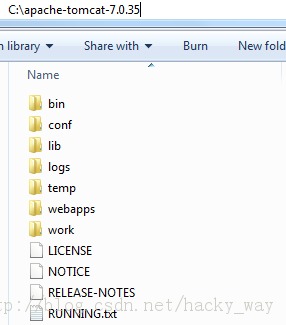 C:\apache-tomcat-7.0.35
n library Share with Burn New fold
Name
bin
conf
lib
logs
temp
webapps
work
LICENSE
NOTICE
RELEASE-NOTES
http://blog.csdn.net/hacky_way
RUNNING.txt